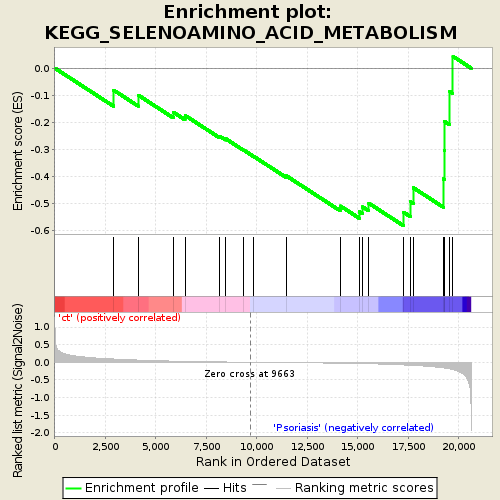 Enrichment plot:
KEGG_SELENOAMINO_ACID_METABOLISM
Enrichment score (ES)
0.0
-0.1
-0.2
-0.3
-0.4
-0.5
-0.6
'ct' (positively correlated)
Ranked list metric (Signal2Noise)
1.0
0.5
0.0
-0.5
-1.0
-1.5
-2.0
Zero cross at 9663
'Psoriasis' (negatively correlated)
0 2,500 5,000 7,500 10,000 12,500 15,000 17,500 20,000
Rank in Ordered Dataset
Enrichment profile Hits Ranking metric scores